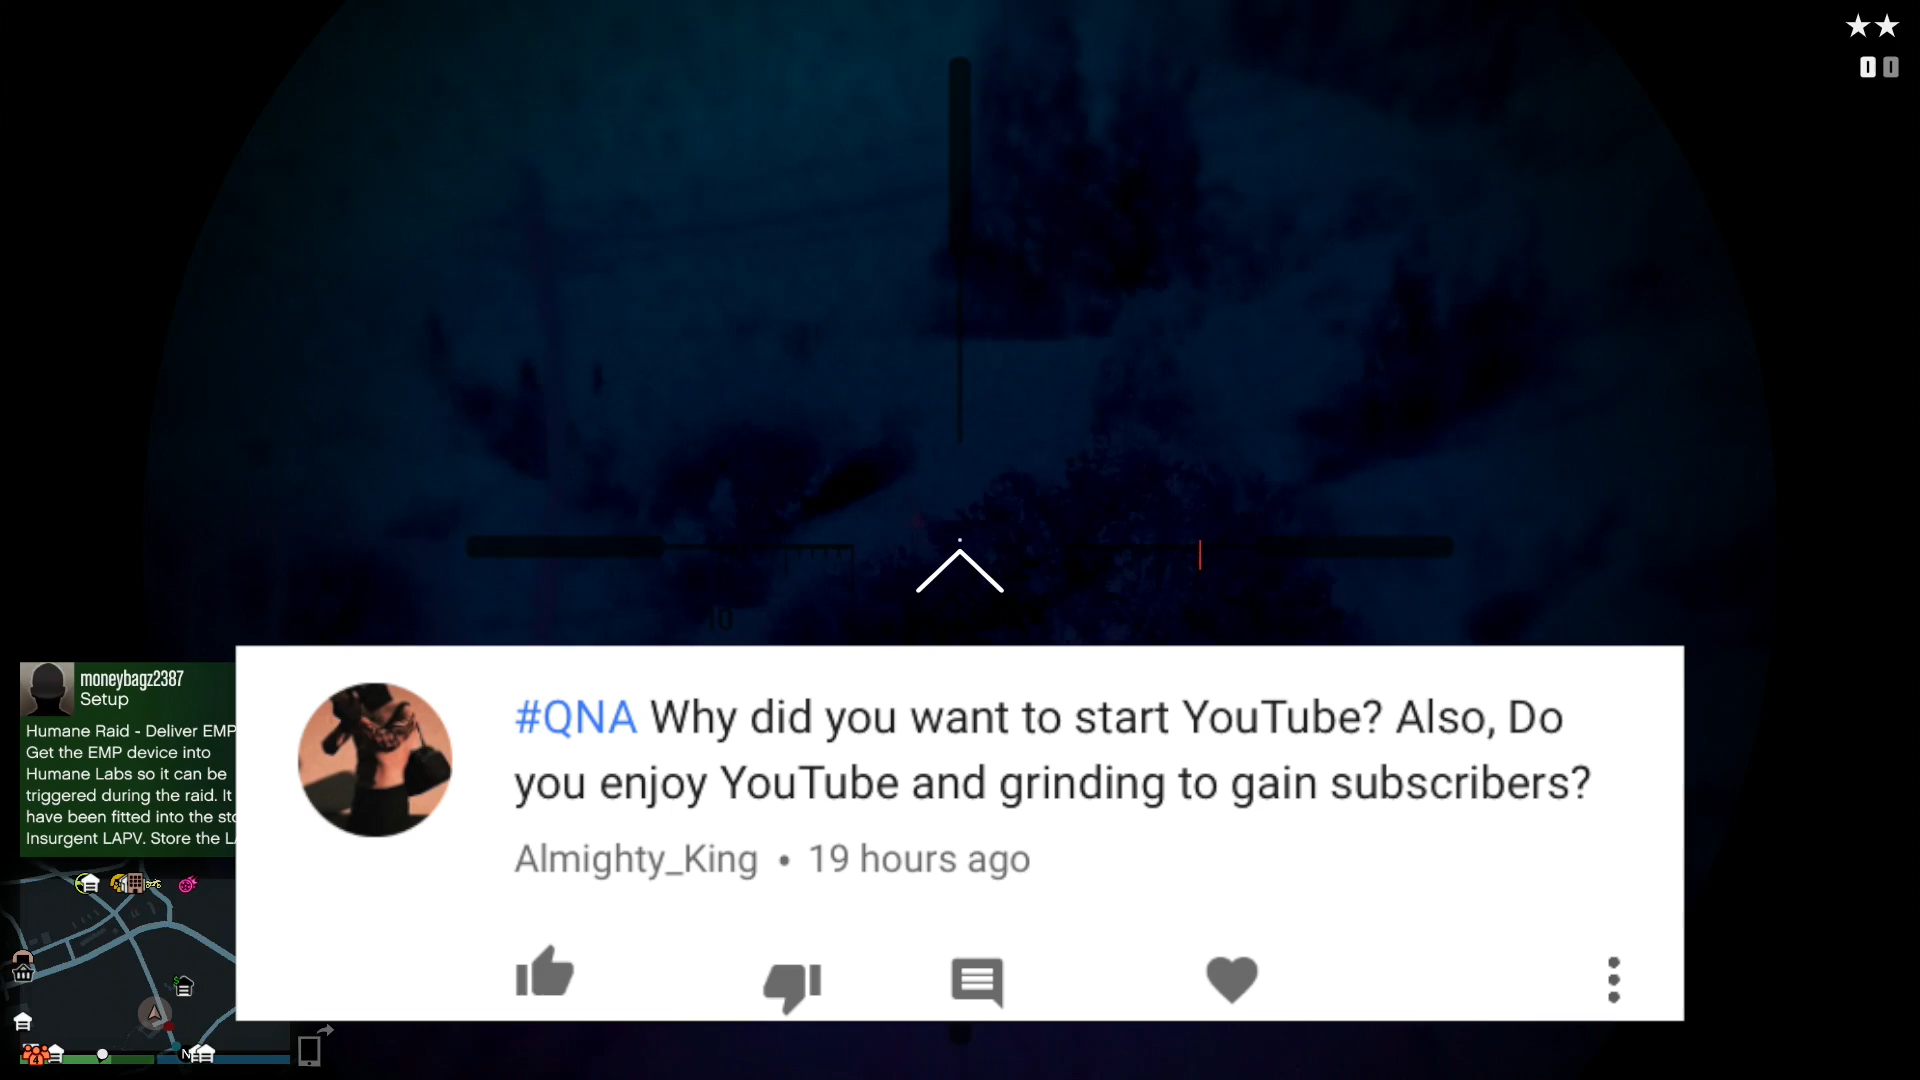 10
moneybagz2387
Setup
Humane Raid - Deliver EMP
Get the EMP device into
Humane Labs so it can be
triggered during the raid. It
have been fitted into the
Insurgent LAPV. Store the
#QNA Why did you want to start YouTube? Also, Do
you enjoy YouTube and grinding to gain subscribers?
Almighty_King • 19 hours ago
N
4